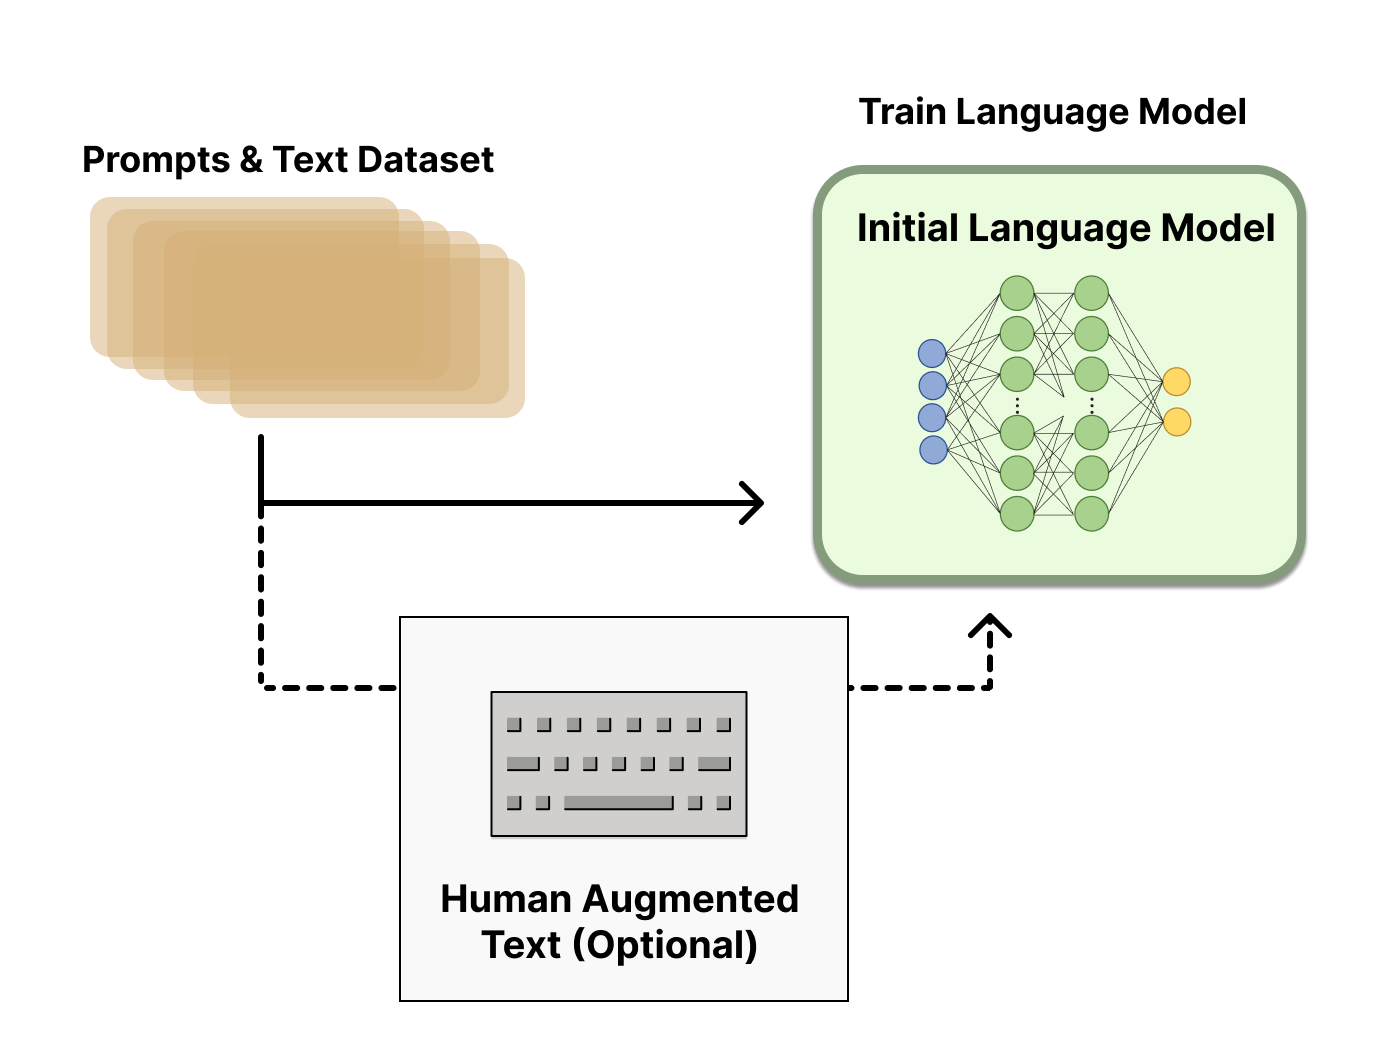 Train Language Model
Prompts & Text Dataset
Initial Language Model
Human Augmented
Text (Optional)